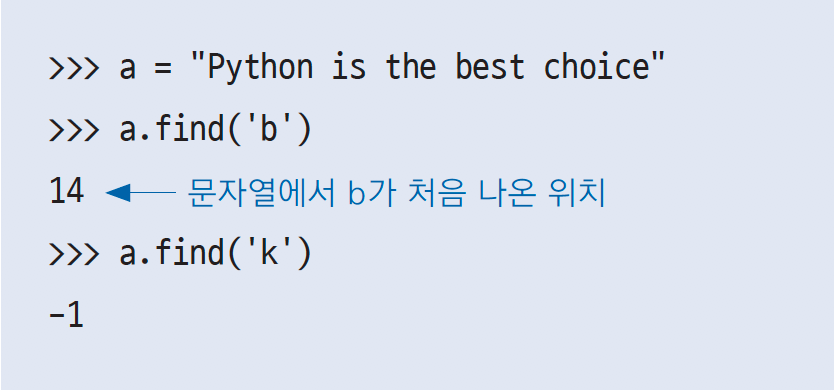 >>> a = "Python is the best choice"
>>> a.find('b')
14 문자열에서 b가 처음 나온 위치
>>> a.find('k')
-1